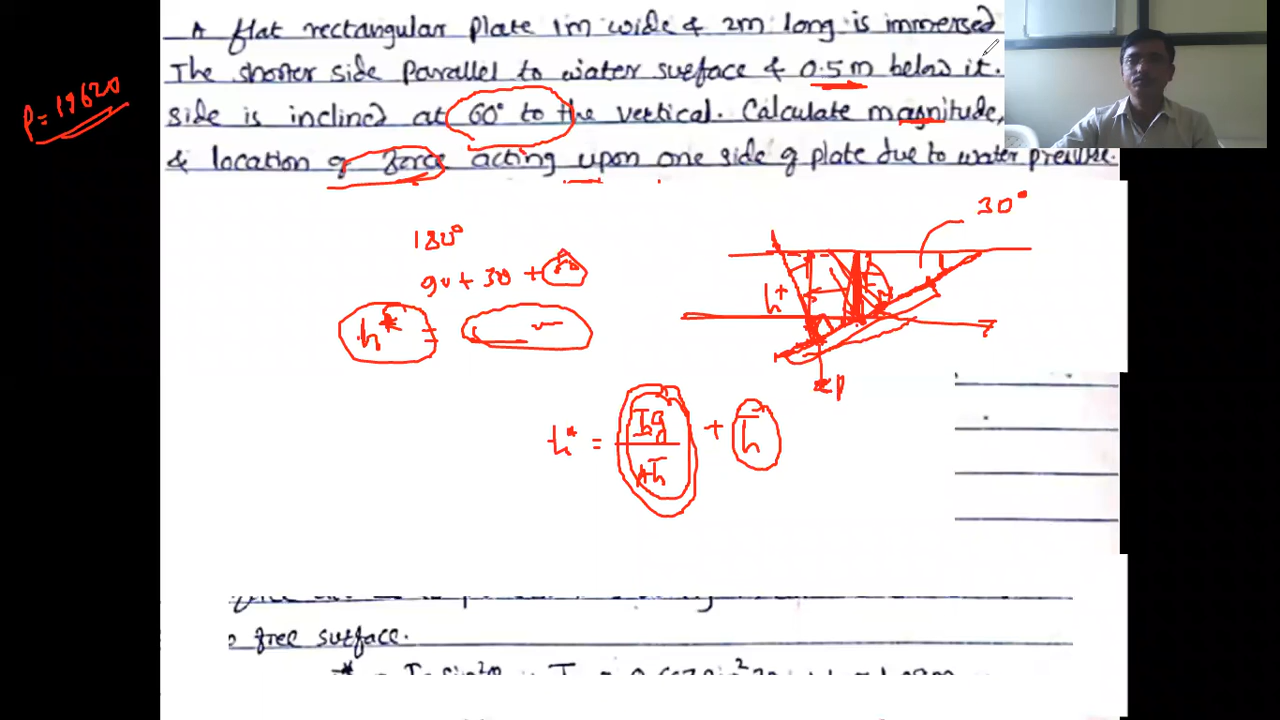 A flat rectangular plate 1m wide & 2m long is immersed
The shorter side parallel to water surface & 0.5 m below it.
side is inclined at 60° to the vertical. Calculate magnitude,
& location of force acting upon one side of plate due to water pressure.
P = 19620
30°
180°
90 + 30 +
h* =
h*
P
h* = Ig / Ah̄ + h̄
free surface.